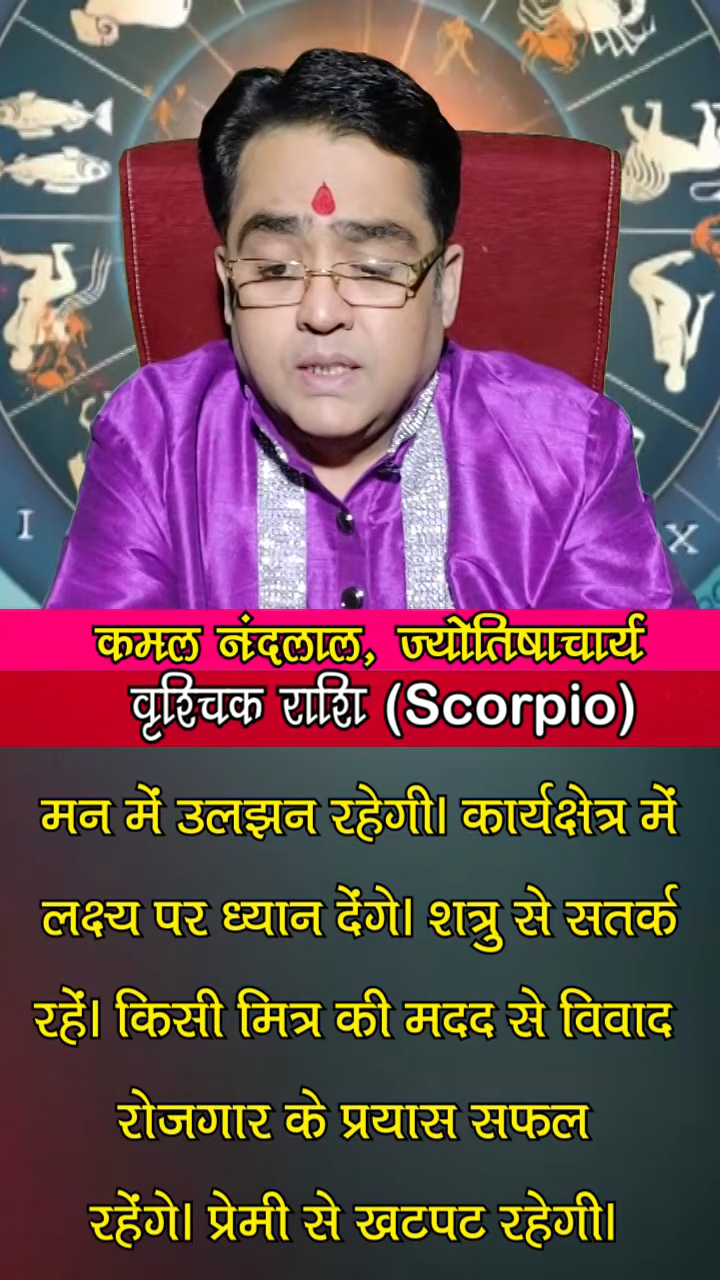 I
X
कमल नंदलाल, ज्योतिषाचार्य
वृश्चिक राशि (Scorpio)
मन में उलझन रहेगी। कार्यक्षेत्र में
लक्ष्य पर ध्यान देंगे। शत्रु से सतर्क
रहें। किसी मित्र की मदद से विवाद
रोजगार के प्रयास सफल
रहेंगे। प्रेमी से खटपट रहेगी।